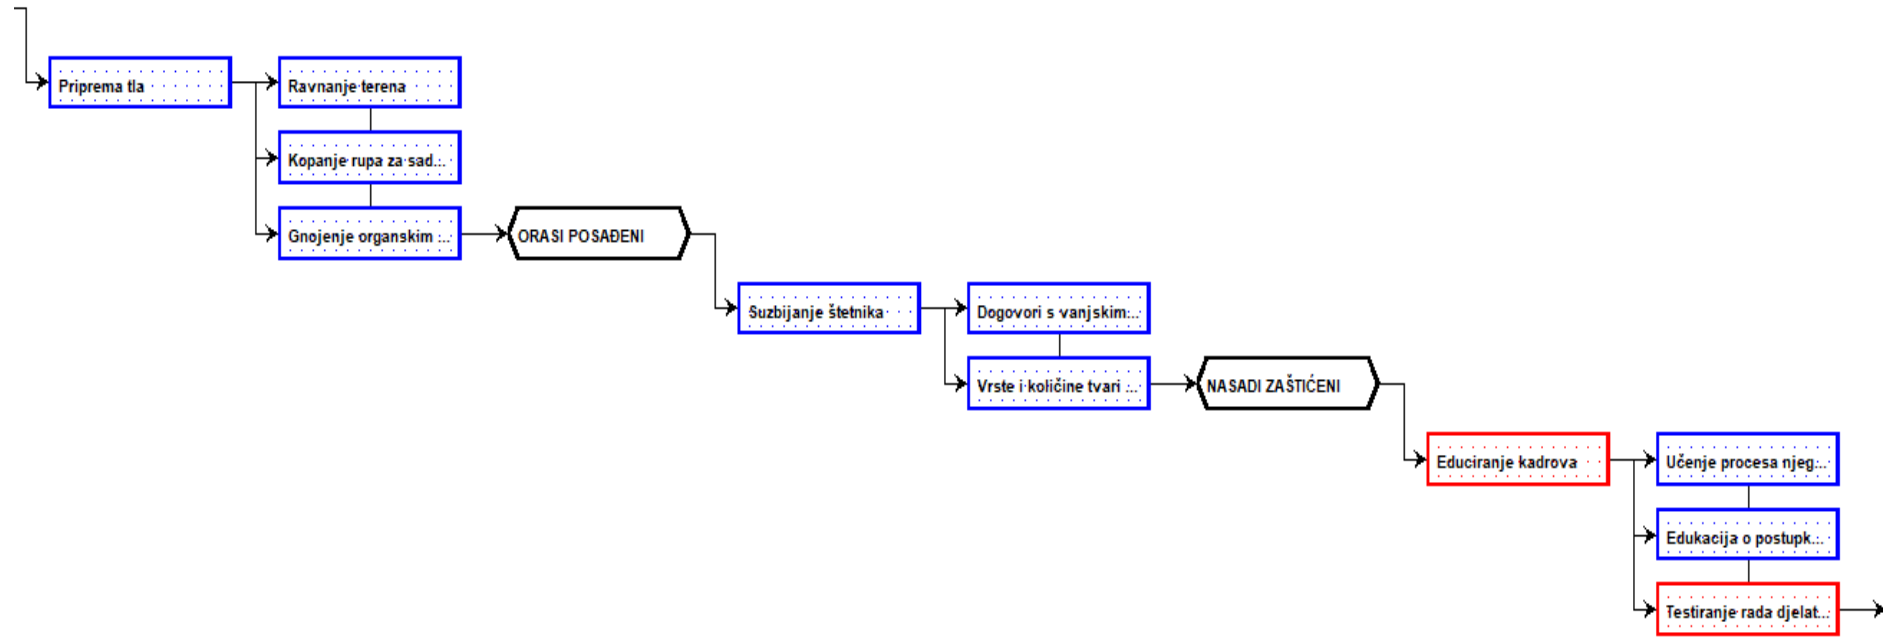 Priprema tla
Ravnanje terena
Kopanje rupa za sad...
Gnojenje organskim ...
ORASI POSAĐENI
Suzbijanje štetnika
Dogovori s vanjskim...
Vrste i količine tvari ...
NASADI ZAŠTIĆENI
Educiranje kadrova
Učenje procesa njeg...
Edukacija o postupk...
Testiranje rada djelat...